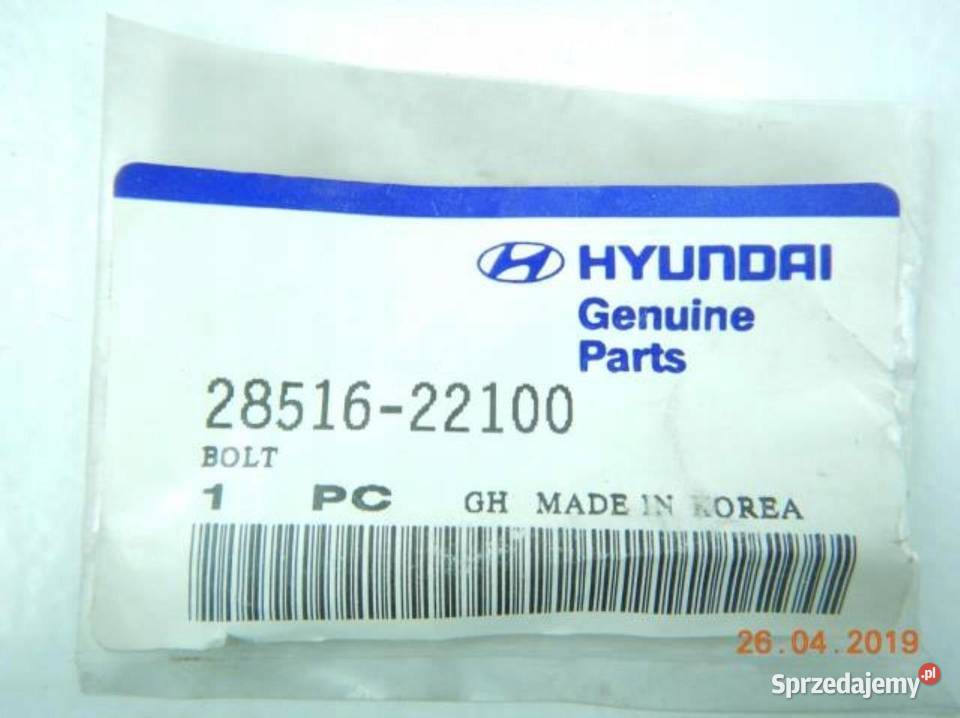 HYUNDAI
Genuine
Parts
28516-22100
BOLT
1 PC GH MADE IN KOREA
26.04.2019
Sprzedajemy.pl